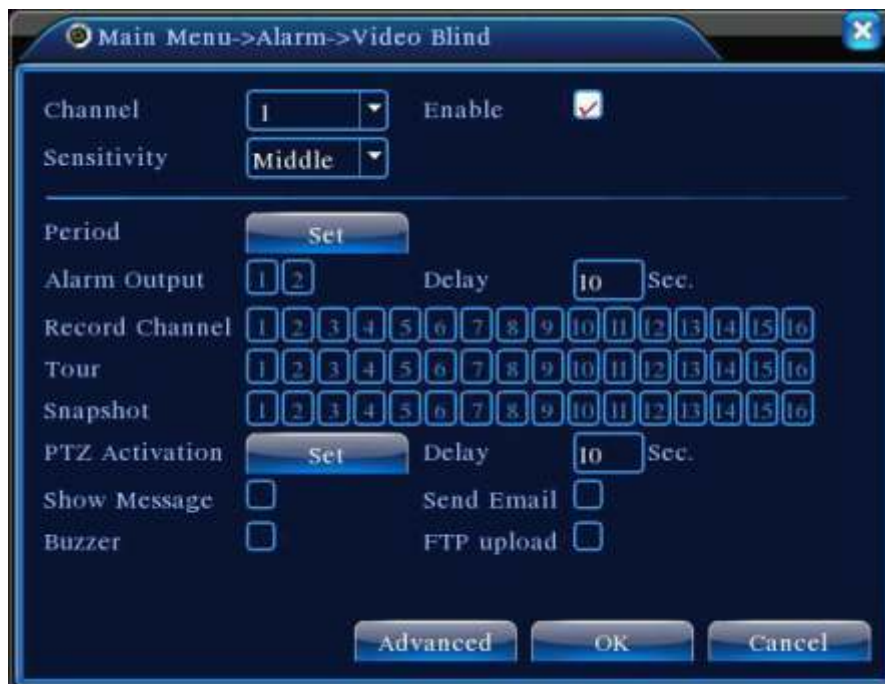 Main Menu->Alarm->Video Blind
Channel 1 Enable
Sensitivity Middle
Period Set
Alarm Output 1 2 Delay 10 Sec.
Record Channel 1 2 3 4 5 6 7 8 9 10 11 12 13 14 15 16
Tour 1 2 3 4 5 6 7 8 9 10 11 12 13 14 15 16
Snapshot 1 2 3 4 5 6 7 8 9 10 11 12 13 14 15 16
PTZ Activation Set Delay 10 Sec.
Show Message Send Email
Buzzer FTP upload
Advanced OK Cancel